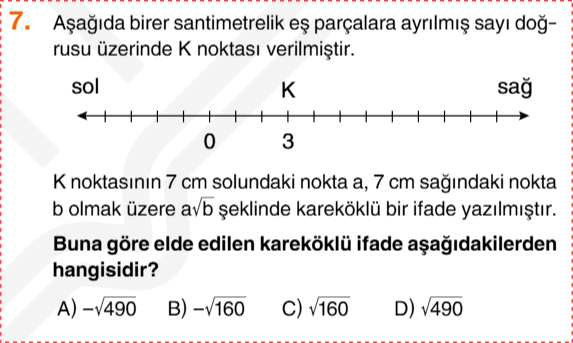 7. Aşağıda birer santimetrelik eş parçalara ayrılmış sayı doğ-
rusu üzerinde K noktası verilmiştir.
sol K sağ
0 3
K noktasının 7 cm solundaki nokta a, 7 cm sağındaki nokta
b olmak üzere a√b şeklinde kareköklü bir ifade yazılmıştır.
Buna göre elde edilen kareköklü ifade aşağıdakilerden
hangisidir?
A) −√490 B) −√160 C) √160 D) √490